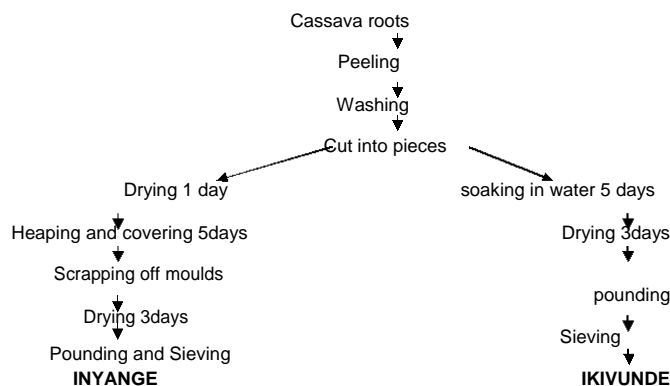 Cassava roots
Peeling
Washing
Cut into pieces
Drying 1 day
Heaping and covering 5days
Scrapping off moulds
Drying 3days
Pounding and Sieving
INYANGE
soaking in water 5 days
Drying 3days
pounding
Sieving
IKIVUNDE